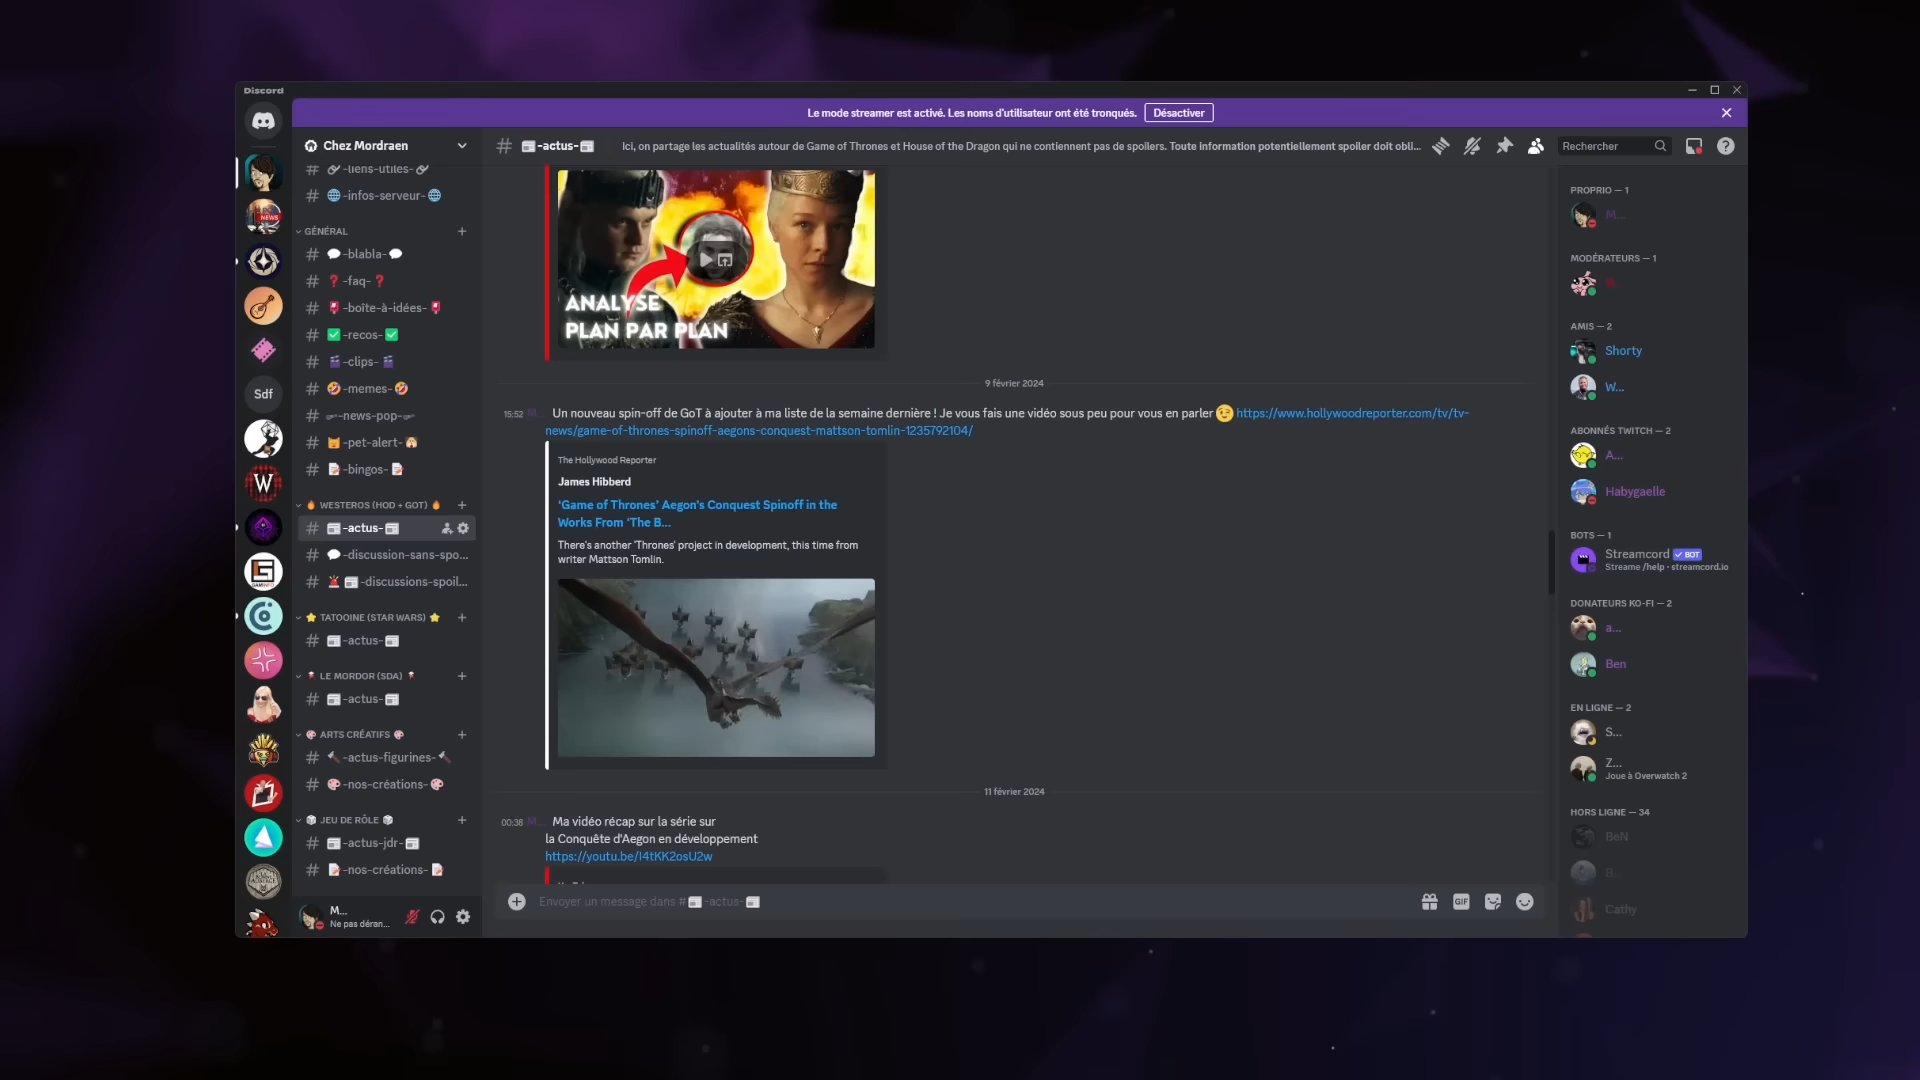 Discord
Le mode streamer est activé. Les noms d'utilisateur ont été tronqués. Désactiver
Chez Mordraen
-liens-utiles-
-infos-serveur-
GÉNÉRAL
-blabla-
-faq-
-boîte-à-idées-
-recos-
-clips-
-memes-
-news-pop-
-pet-alert-
-bingos-
WESTEROS (HOD + GOT)
-actus-
-discussion-sans-spo...
-discussions-spoil...
TATOOINE (STAR WARS)
-actus-
LE MORDOR (SDA)
-actus-
ARTS CRÉATIFS
-actus-figurines-
-nos-créations-
JEU DE RÔLE
-actus-jdr-
-nos-créations-
M...
Ne pas déran...
NEWS
Sdf
W
-actus-
Ici, on partage les actualités autour de Game of Thrones et House of the Dragon qui ne contiennent pas de spoilers. Toute information potentiellement spoiler doit obli...
Rechercher
ANALYSE
PLAN PAR PLAN
9 février 2024
15:52 M... Un nouveau spin-off de GoT à ajouter à ma liste de la semaine dernière ! Je vous fais une vidéo sous peu pour vous en parler 😉 https://www.hollywoodreporter.com/tv/tv-
news/game-of-thrones-spinoff-aegons-conquest-mattson-tomlin-1235792104/
The Hollywood Reporter
James Hibberd
'Game of Thrones' Aegon's Conquest Spinoff in the
Works From 'The B...
There's another 'Thrones' project in development, this time from
writer Mattson Tomlin.
11 février 2024
00:38 M... Ma vidéo récap sur la série sur
la Conquête d'Aegon en développement
https://youtu.be/I4tKK2osU2w
Envoyer un message dans # -actus-
GIF
PROPRIO — 1
M...
MODÉRATEURS — 1
AMIS — 2
Shorty
W...
ABONNÉS TWITCH — 2
A...
Habygaelle
BOTS — 1
Streamcord BOT
Streame /help · streamcord.io
DONATEURS KO-FI — 2
a...
Ben
EN LIGNE — 2
S...
Z...
Joue à Overwatch 2
HORS LIGNE — 34
BeN
B...
Cathy